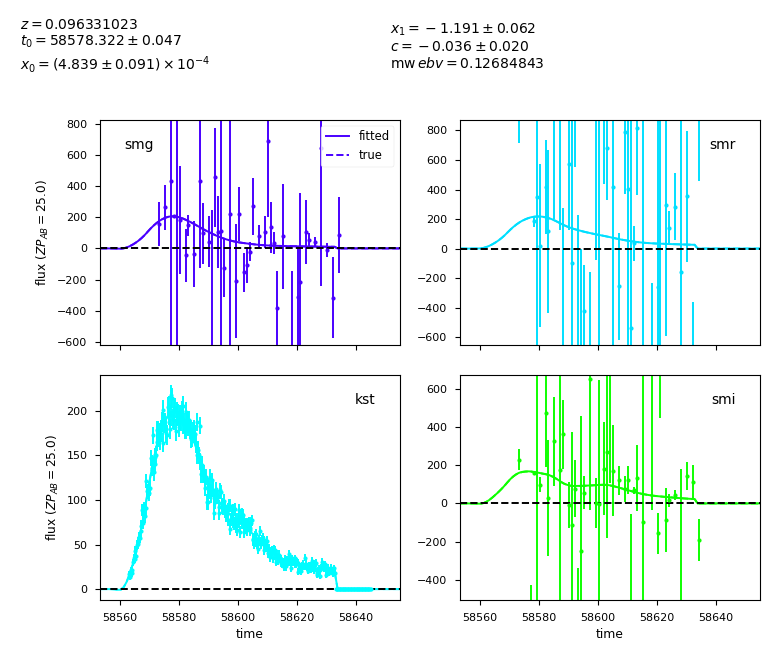 z = 0.096331023
t₀ = 58578.322 ± 0.047
x₀ = (4.839 ± 0.091) × 10⁻⁴
x₁ = −1.191 ± 0.062
c = −0.036 ± 0.020
mw ebv = 0.12684843
800
600
400
200
0
−200
−400
−600
flux (ZP_AB = 25.0)
smg
fitted
true
800
600
400
200
0
−200
−400
−600
smr
200
150
100
50
0
flux (ZP_AB = 25.0)
kst
58560 58580 58600 58620 58640
time
600
400
200
0
−200
−400
smi
58560 58580 58600 58620 58640
time